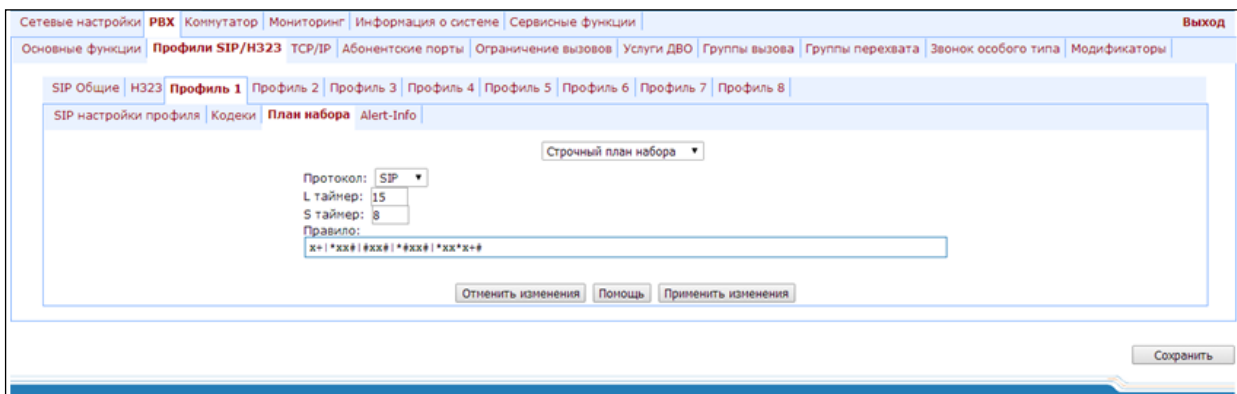 Сетевые настройки PBX Коммутатор Мониторинг Информация о системе Сервисные функции Выход
Основные функции Профили SIP/H323 TCP/IP Абонентские порты Ограничение вызовов Услуги ДВО Группы вызова Группы перехвата Звонок особого типа Модификаторы
SIP Общие H323 Профиль 1 Профиль 2 Профиль 3 Профиль 4 Профиль 5 Профиль 6 Профиль 7 Профиль 8
SIP настройки профиля Кодеки План набора Alert-Info
Строчный план набора
Протокол: SIP
L таймер: 15
S таймер: 8
Правило:
x+|*xx#|#xx#|*#xx#|*xx*x+#
Отменить изменения Помощь Применить изменения
Сохранить